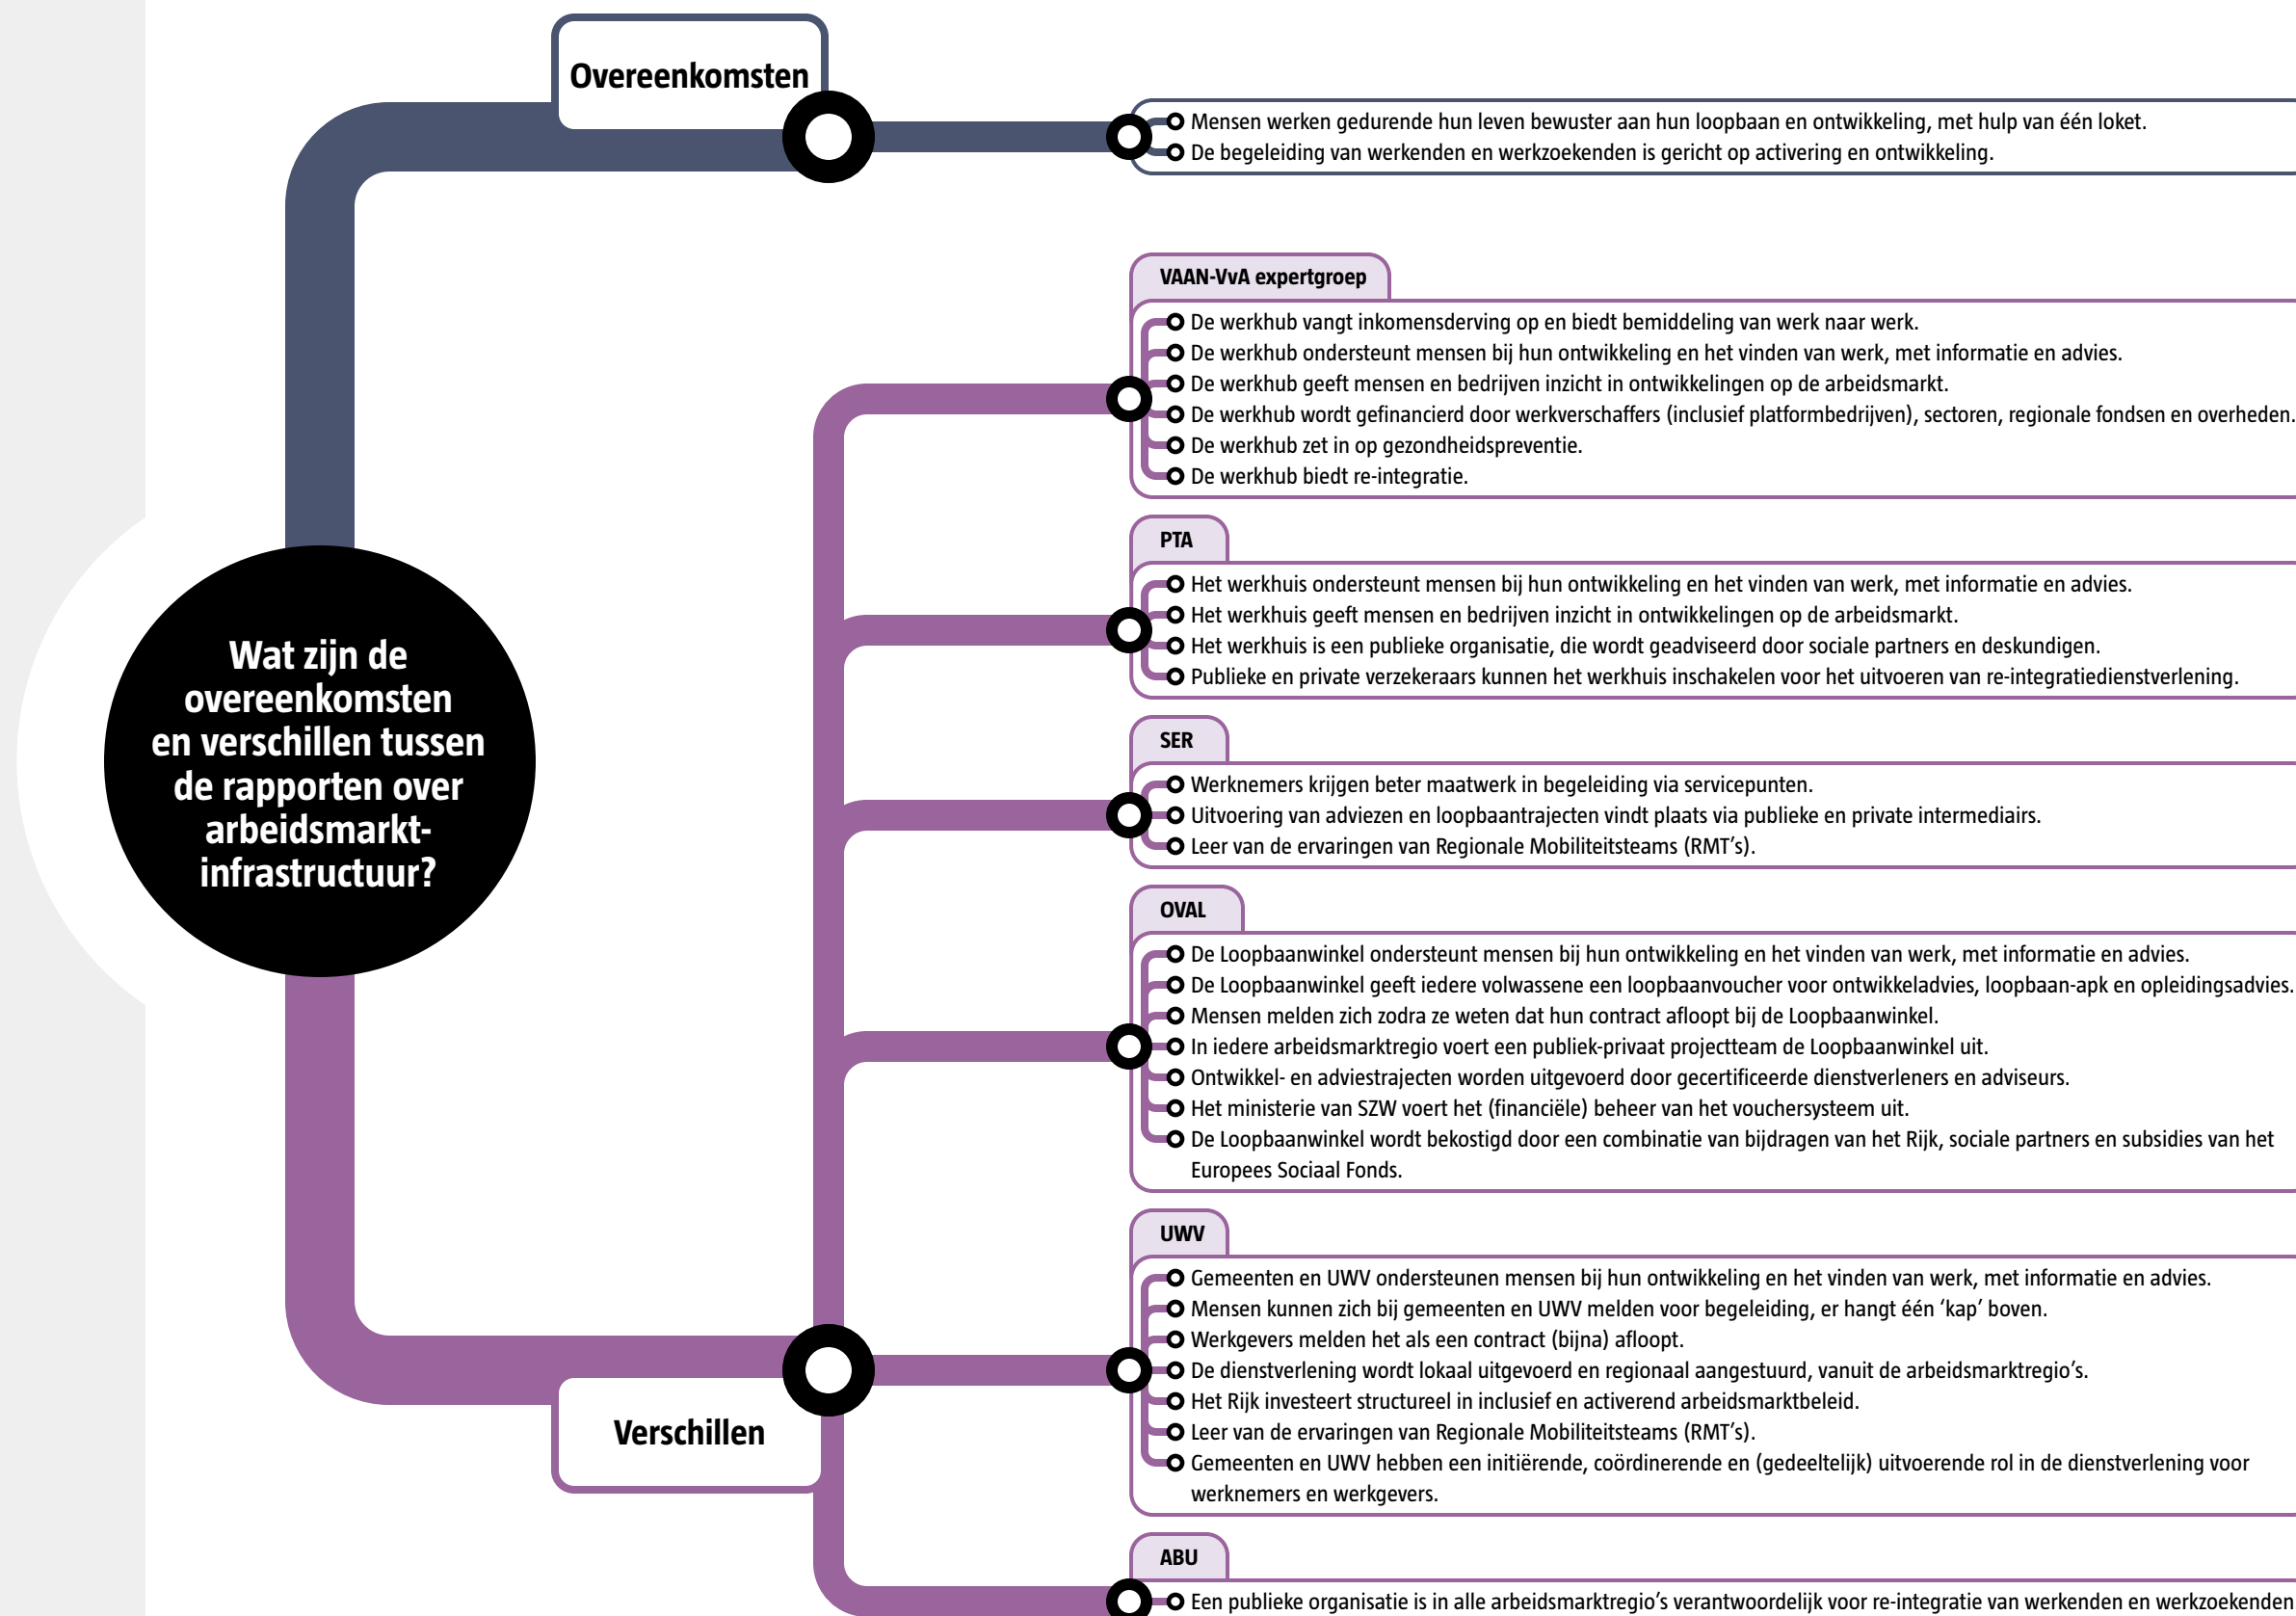 Overeenkomsten
Mensen werken gedurende hun leven bewuster aan hun loopbaan en ontwikkeling, met hulp van één loket.
De begeleiding van werkenden en werkzoekenden is gericht op activering en ontwikkeling.
Wat zijn de
overeenkomsten
en verschillen tussen
de rapporten over
arbeidsmarkt-
infrastructuur?
VAAN-VvA expertgroep
De werkhub vangt inkomensderving op en biedt bemiddeling van werk naar werk.
De werkhub ondersteunt mensen bij hun ontwikkeling en het vinden van werk, met informatie en advies.
De werkhub geeft mensen en bedrijven inzicht in ontwikkelingen op de arbeidsmarkt.
De werkhub wordt gefinancierd door werkverschaffers (inclusief platformbedrijven), sectoren, regionale fondsen en overheden.
De werkhub zet in op gezondheidspreventie.
De werkhub biedt re-integratie.
PTA
Het werkhuis ondersteunt mensen bij hun ontwikkeling en het vinden van werk, met informatie en advies.
Het werkhuis geeft mensen en bedrijven inzicht in ontwikkelingen op de arbeidsmarkt.
Het werkhuis is een publieke organisatie, die wordt geadviseerd door sociale partners en deskundigen.
Publieke en private verzekeraars kunnen het werkhuis inschakelen voor het uitvoeren van re-integratiedienstverlening.
SER
Werknemers krijgen beter maatwerk in begeleiding via servicepunten.
Uitvoering van adviezen en loopbaantrajecten vindt plaats via publieke en private intermediairs.
Leer van de ervaringen van Regionale Mobiliteitsteams (RMT’s).
OVAL
De Loopbaanwinkel ondersteunt mensen bij hun ontwikkeling en het vinden van werk, met informatie en advies.
De Loopbaanwinkel geeft iedere volwassene een loopbaanvoucher voor ontwikkeladvies, loopbaan-apk en opleidingsadvies.
Mensen melden zich zodra ze weten dat hun contract afloopt bij de Loopbaanwinkel.
In iedere arbeidsmarktregio voert een publiek-privaat projectteam de Loopbaanwinkel uit.
Ontwikkel- en adviestrajecten worden uitgevoerd door gecertificeerde dienstverleners en adviseurs.
Het ministerie van SZW voert het (financiële) beheer van het vouchersysteem uit.
De Loopbaanwinkel wordt bekostigd door een combinatie van bijdragen van het Rijk, sociale partners en subsidies van het
Europees Sociaal Fonds.
UWV
Gemeenten en UWV ondersteunen mensen bij hun ontwikkeling en het vinden van werk, met informatie en advies.
Mensen kunnen zich bij gemeenten en UWV melden voor begeleiding, er hangt één ‘kap’ boven.
Werkgevers melden het als een contract (bijna) afloopt.
De dienstverlening wordt lokaal uitgevoerd en regionaal aangestuurd, vanuit de arbeidsmarktregio’s.
Het Rijk investeert structureel in inclusief en activerend arbeidsmarktbeleid.
Leer van de ervaringen van Regionale Mobiliteitsteams (RMT’s).
Gemeenten en UWV hebben een initiërende, coördinerende en (gedeeltelijk) uitvoerende rol in de dienstverlening voor
werknemers en werkgevers.
Verschillen
ABU
Een publieke organisatie is in alle arbeidsmarktregio’s verantwoordelijk voor re-integratie van werkenden en werkzoekenden